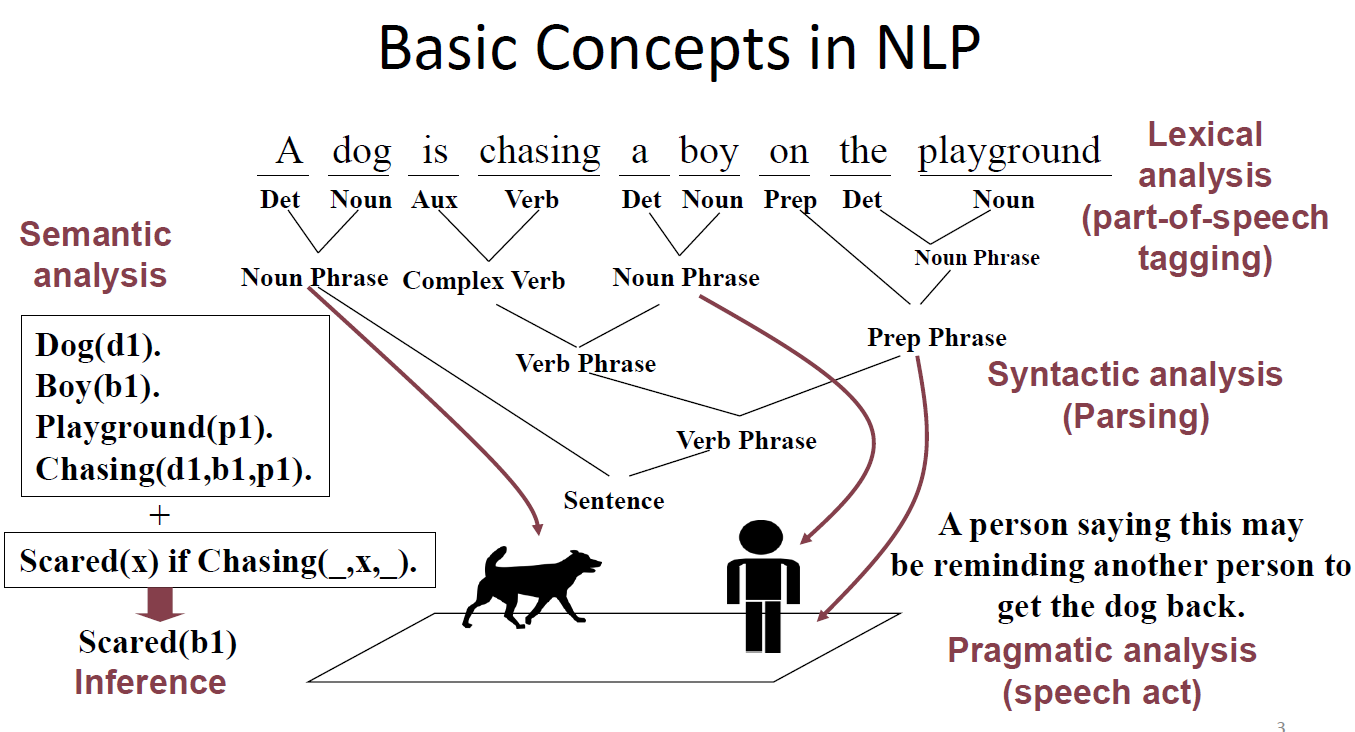 Basic Concepts in NLP
A dog is chasing a boy on the playground
Det Noun Aux Verb Det Noun Prep Det Noun
Lexical
analysis
(part-of-speech
tagging)
Semantic
analysis
Noun Phrase Complex Verb Noun Phrase Noun Phrase
Dog(d1).
Boy(b1).
Playground(p1).
Chasing(d1,b1,p1).
+
Scared(x) if Chasing(_,x,_).
Scared(b1)
Inference
Prep Phrase
Verb Phrase
Syntactic analysis
(Parsing)
Verb Phrase
Sentence
A person saying this may
be reminding another person to
get the dog back.
Pragmatic analysis
(speech act)
3